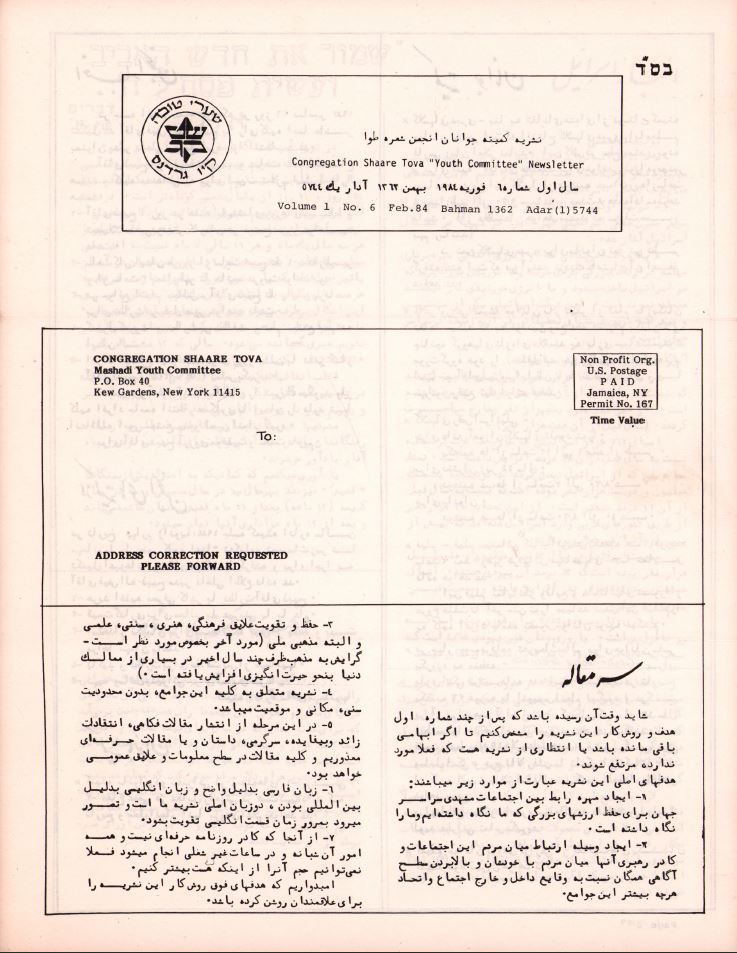 בס"ד
שערי טובה
קיו גרדנס
نشریه کمیته جوانان انجمن شعره طوا
Congregation Shaare Tova "Youth Committee" Newsletter
سال اول شماره ۶ فوریه ۱۹۸٤ بهمن ۱۳۶۲ آدار یك ۵۷٤٤
Volume 1 No. 6 Feb.84 Bahman 1362 Adar(1)5744
CONGREGATION SHAARE TOVA
Mashadi Youth Committee
P.O. Box 40
Kew Gardens, New York 11415
Non Profit Org.
U.S. Postage
PAID
Jamaica, NY
Permit No. 167
Time Value
To:
ADDRESS CORRECTION REQUESTED
PLEASE FORWARD
سرمقاله
شاید وقت آن رسیده باشد که پس از چند شماره اول
هدف و روش کار این نشریه را مشخص کنیم تا اگر ابهامی
باقی مانده باشد یا انتظاری از نشریه هست که فعلا مورد
ندارد مرتفع شوند.
هدفهای اصلی این نشریه عبارت از موارد زیر میباشند:
۱- ایجاد مهره رابط بین اجتماعات مشهدی سراسر
جهان برای حفظ ارزشهای بزرگی که ما نگاه داشته ایم و ما را
نگاه داشته است.
۲- ایجاد وسیله ارتباط میان مردم این اجتماعات و
کادر رهبری آنها میان مردم با خودشان و بالابردن سطح
آگاهی همگان نسبت به وقایع داخل و خارج اجتماع و اتحاد
هرچه بیشتر این جوامع.
۳- حفظ و تقویت علایق فرهنگی، هنری، سنتی، علمی
و البته مذهبی ملی (مورد آخر بخصوص مورد نظر است-
گرایش به مذهب ظرف چند سال اخیر در بسیاری از ممالك
دنیا بنحو حیرت انگیزی افزایش یافته است.)
٤- نشریه متعلق به کلیه این جوامع، بدون محدودیت
سنی، مکانی و موقعیت میباشد.
۵- در این مرحله از انتشار مقالات فکاهی، انتقادات
زائد و بیفایده، سرگرمی، داستان و یا مقالات حرفه ای
معذوریم و کلیه مقالات در سطح معلومات و علایق عمومی
خواهد بود.
۶- زبان فارسی بدلیل واضح و زبان انگلیسی بدلیل
بین المللی بودن، دو زبان اصلی نشریه ما است و تصور
میرود بمرور زمان قسمت انگلیسی تقویت بشود.
۷- از آنجا که کادر روزنامه حرفه ای نیست و همه
امور آن شبانه و در ساعات غیر شغلی انجام میشود فعلا
نمی توانیم حجم آنرا از اینکه هست بیشتر کنیم.
امیدواریم که هدفهای فوق روش کار این نشریه را
برای علاقمندان روشن کرده باشد.